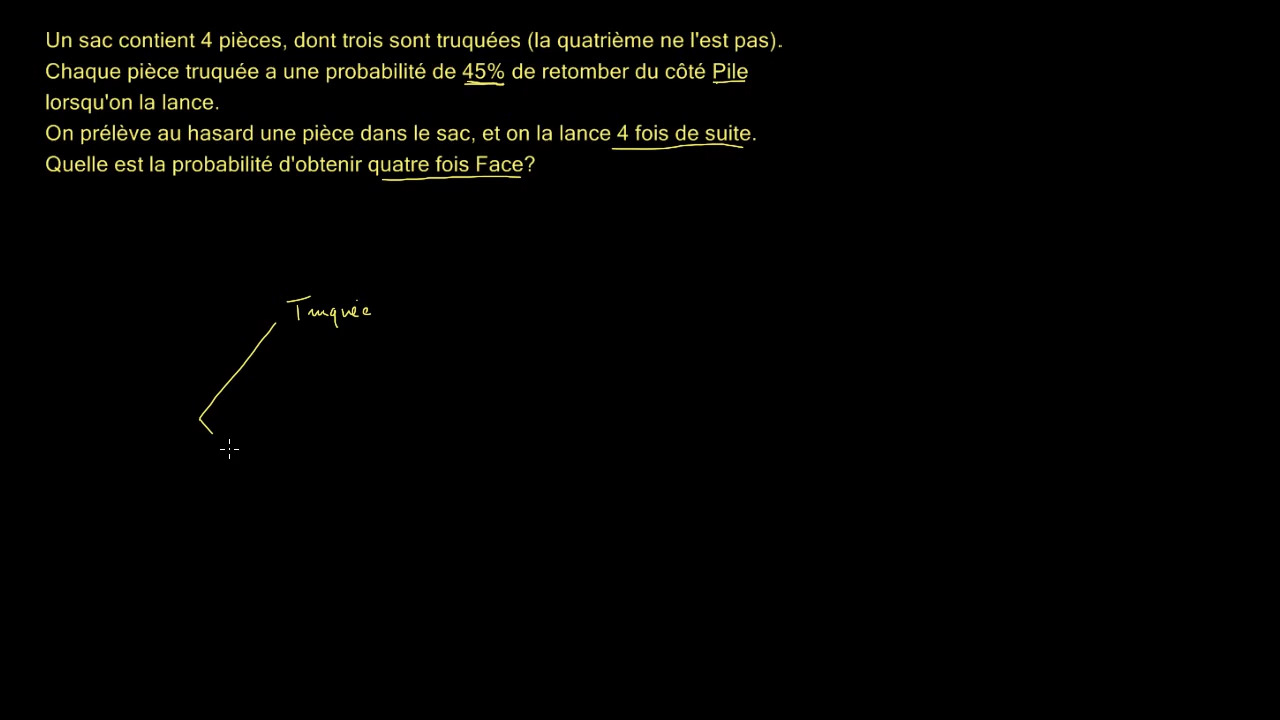 Un sac contient 4 pièces, dont trois sont truquées (la quatrième ne l'est pas).
Chaque pièce truquée a une probabilité de 45% de retomber du côté Pile
lorsqu'on la lance.
On prélève au hasard une pièce dans le sac, et on la lance 4 fois de suite.
Quelle est la probabilité d'obtenir quatre fois Face?
Truquée